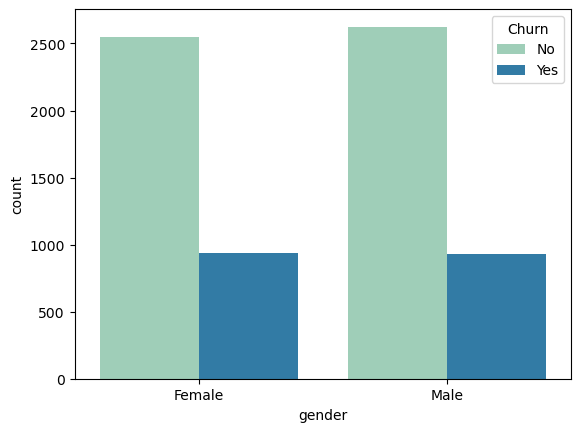 Churn
No
Yes
2500
2000
1500
1000
500
0
count
Female
Male
gender